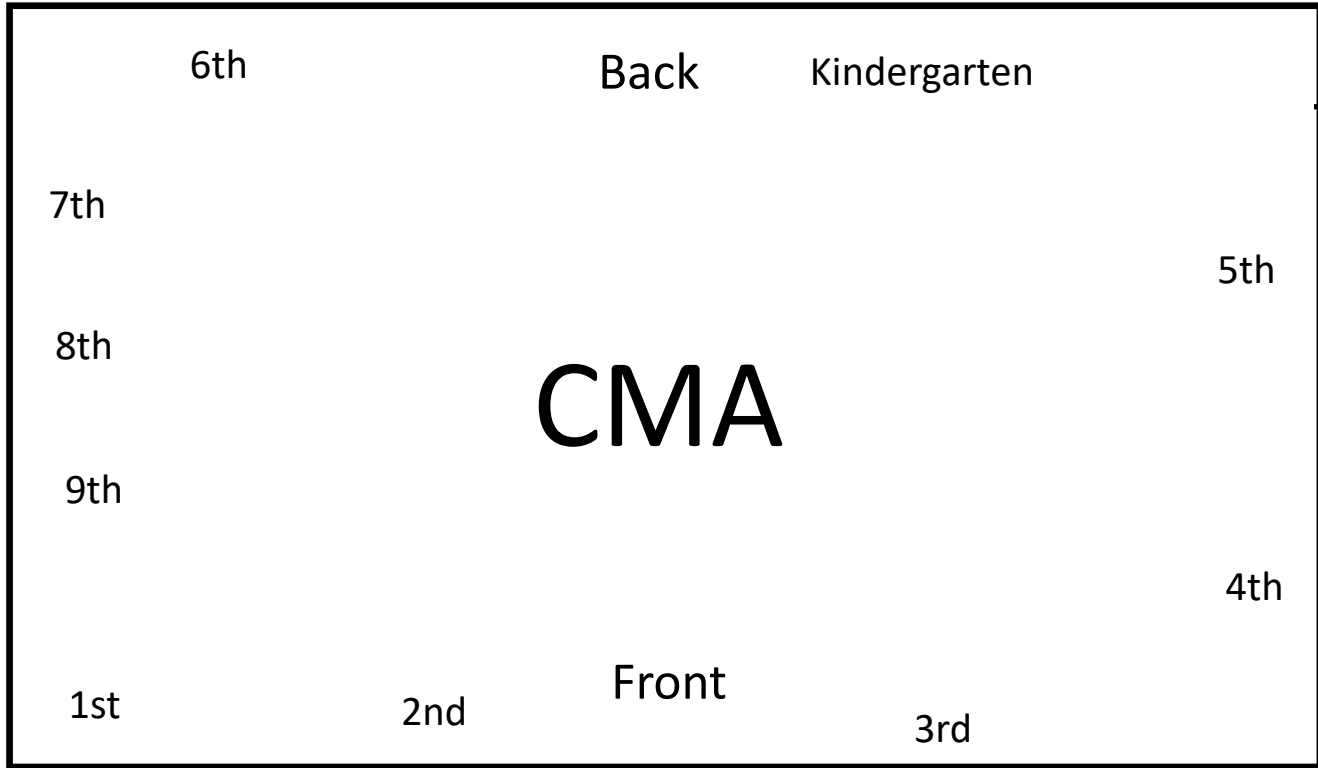 6th
Back
Kindergarten
7th
5th
8th
CMA
9th
4th
Front
1st
2nd
3rd